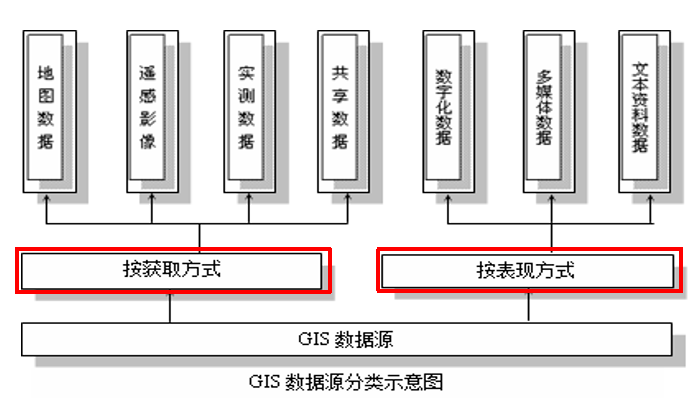 地图数据
遥感影像
实测数据
共享数据
数字化数据
多媒体数据
文本资料数据
按获取方式
按表现方式
GIS 数据源
GIS 数据源分类示意图